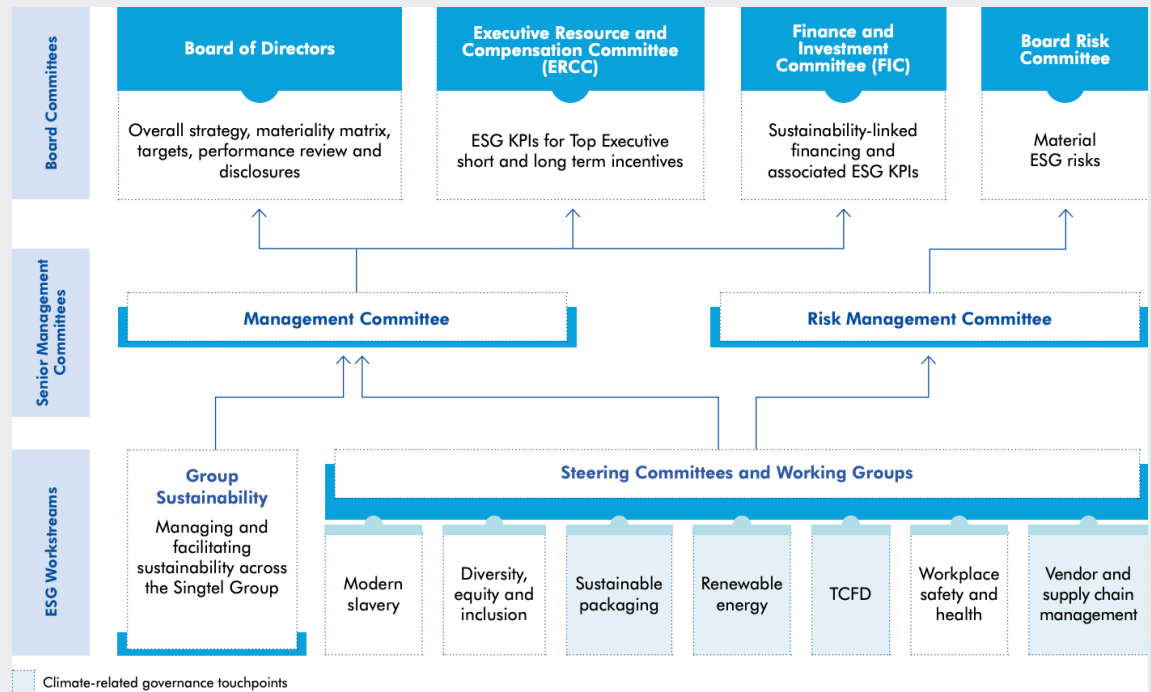 Board Committees
Board of Directors
Overall strategy, materiality matrix,
targets, performance review and
disclosures
Executive Resource and
Compensation Committee
(ERCC)
ESG KPIs for Top Executive
short and long term incentives
Finance and
Investment
Committee (FIC)
Sustainability-linked
financing and
associated ESG KPIs
Board Risk
Committee
Material
ESG risks
Senior Management
Committees
Management Committee
Risk Management Committee
ESG Workstreams
Group
Sustainability
Managing and
facilitating
sustainability across
the Singtel Group
Steering Committees and Working Groups
Modern
slavery
Diversity,
equity and
inclusion
Sustainable
packaging
Renewable
energy
TCFD
Workplace
safety and
health
Vendor and
supply chain
management
Climate-related governance touchpoints